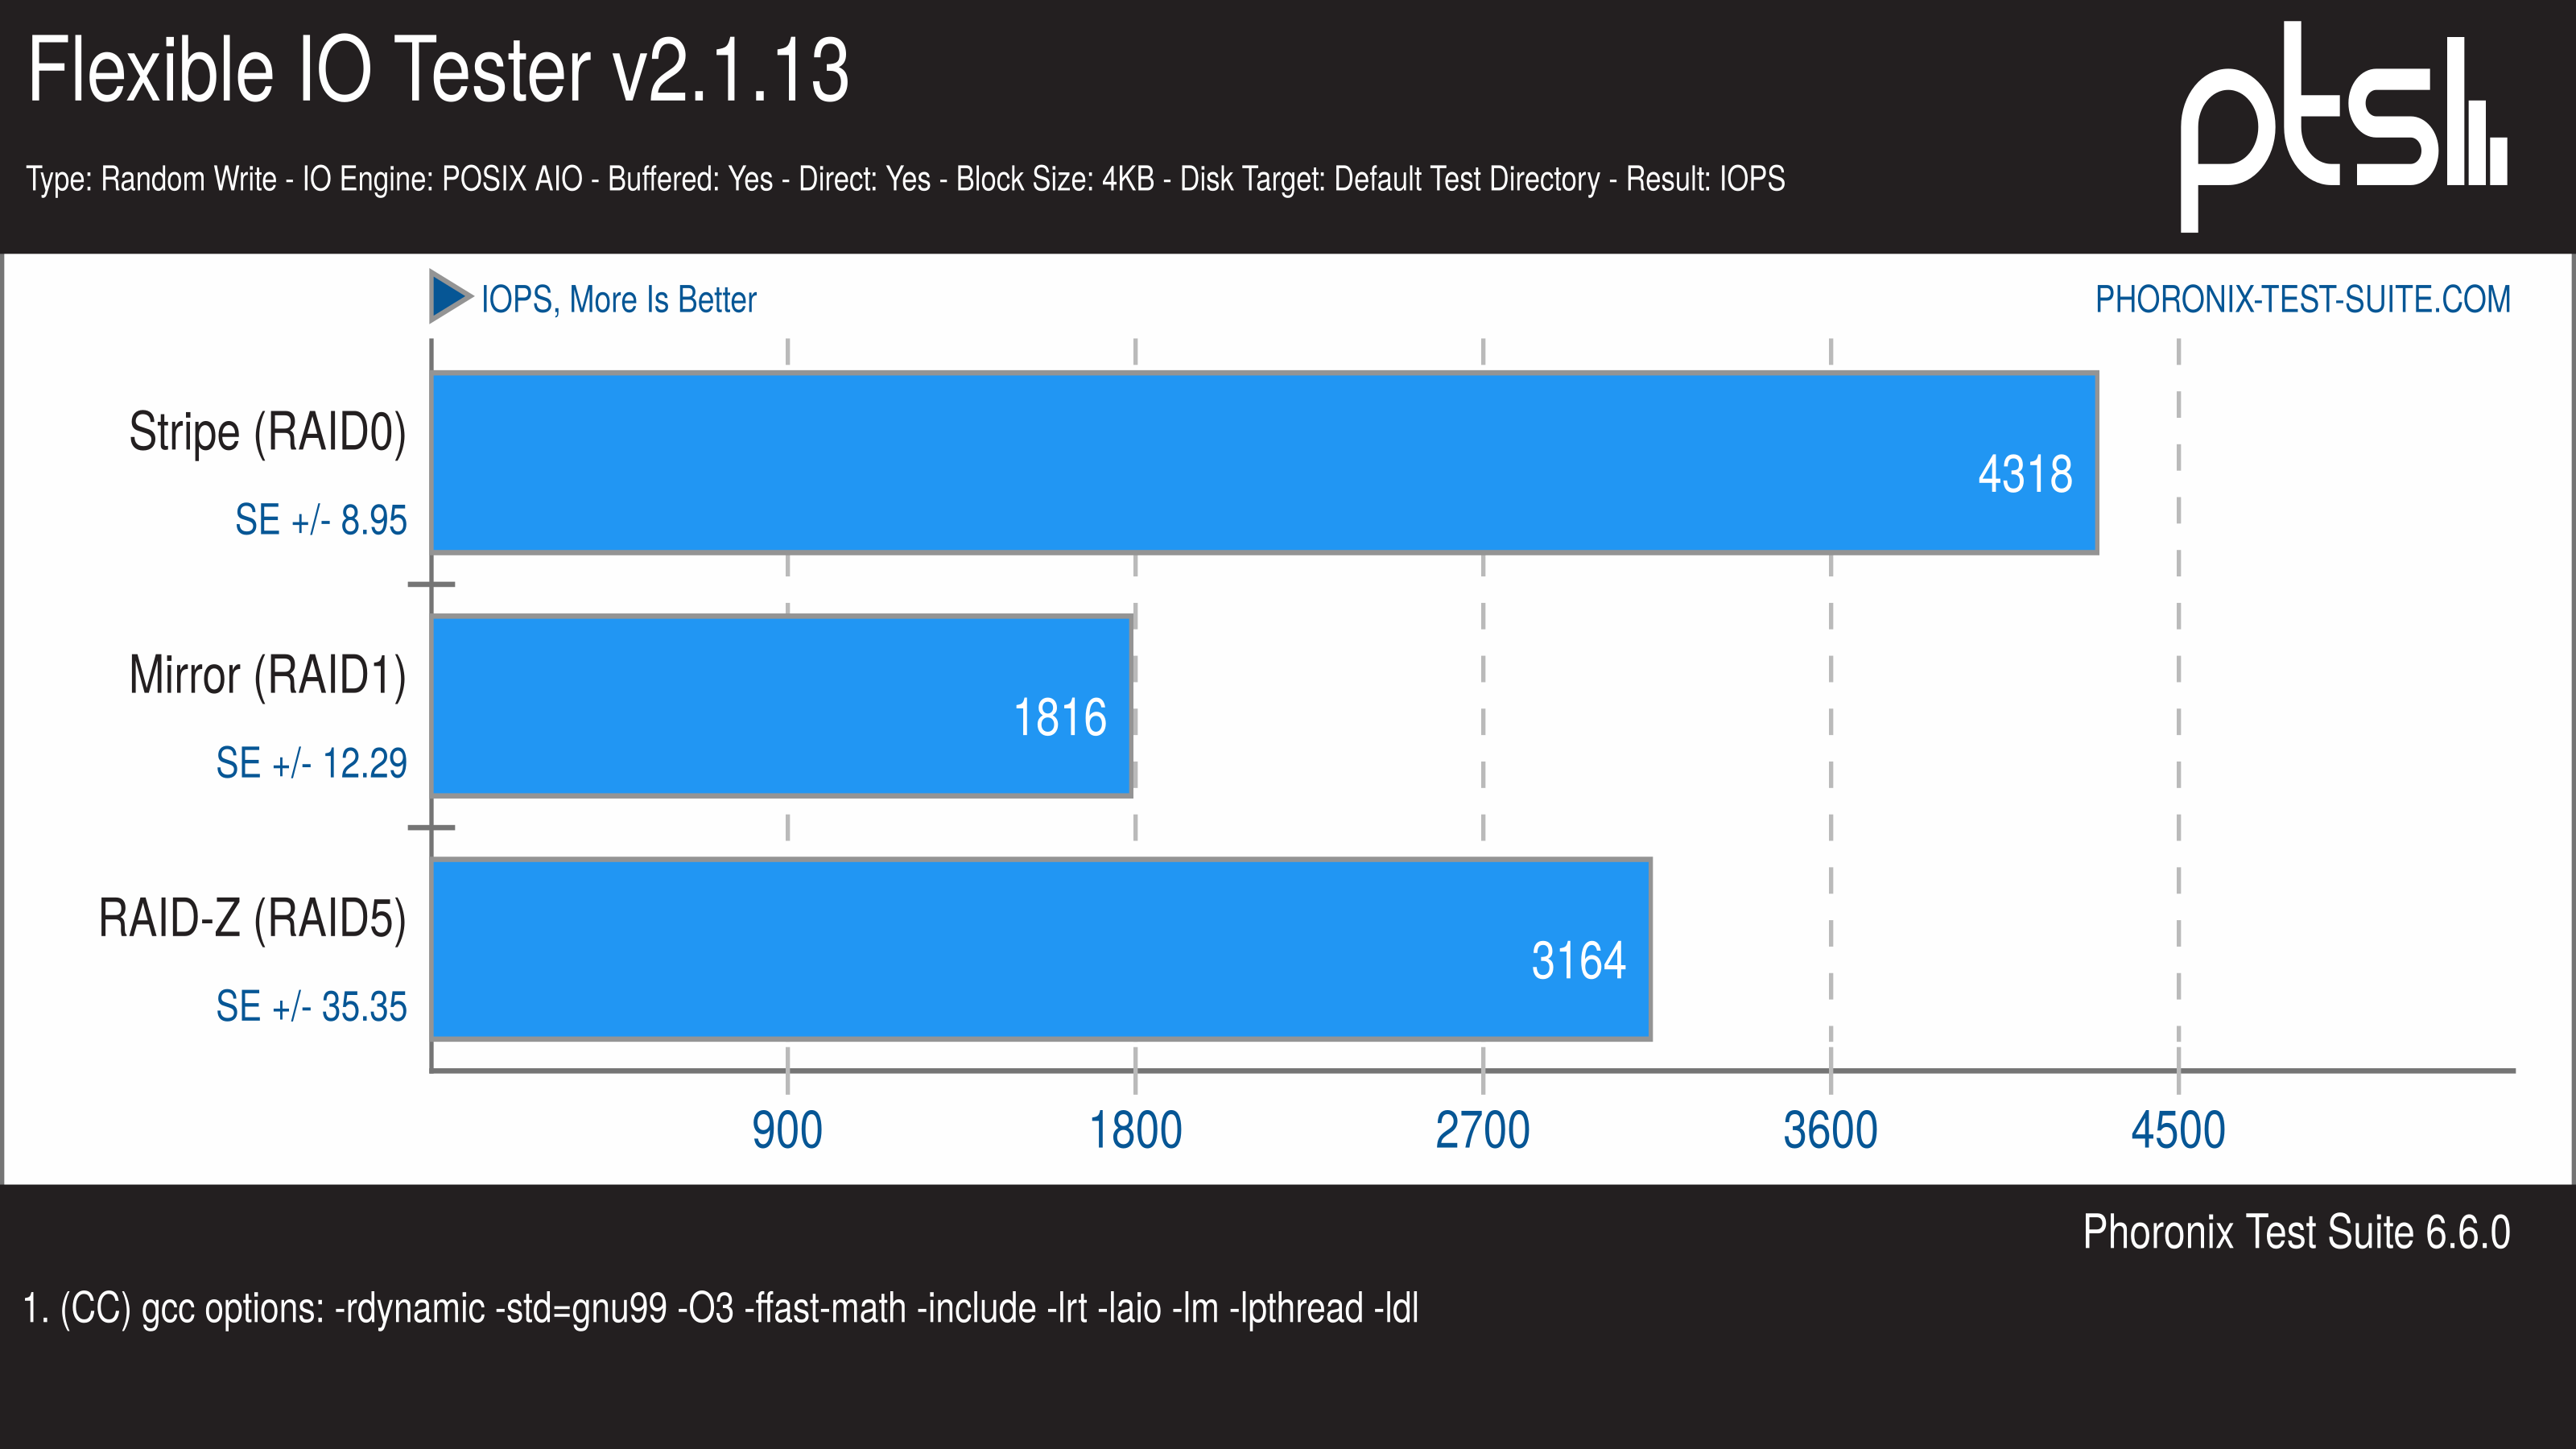 Flexible IO Tester v2.1.13
Type: Random Write - IO Engine: POSIX AIO - Buffered: Yes - Direct: Yes - Block Size: 4KB - Disk Target: Default Test Directory - Result: IOPS
pts
IOPS, More Is Better
PHORONIX-TEST-SUITE.COM
Stripe (RAID0)
4318
SE +/- 8.95
Mirror (RAID1)
1816
SE +/- 12.29
RAID-Z (RAID5)
3164
SE +/- 35.35
900 1800 2700 3600 4500
Phoronix Test Suite 6.6.0
1. (CC) gcc options: -rdynamic -std=gnu99 -O3 -ffast-math -include -lrt -laio -lm -lpthread -ldl